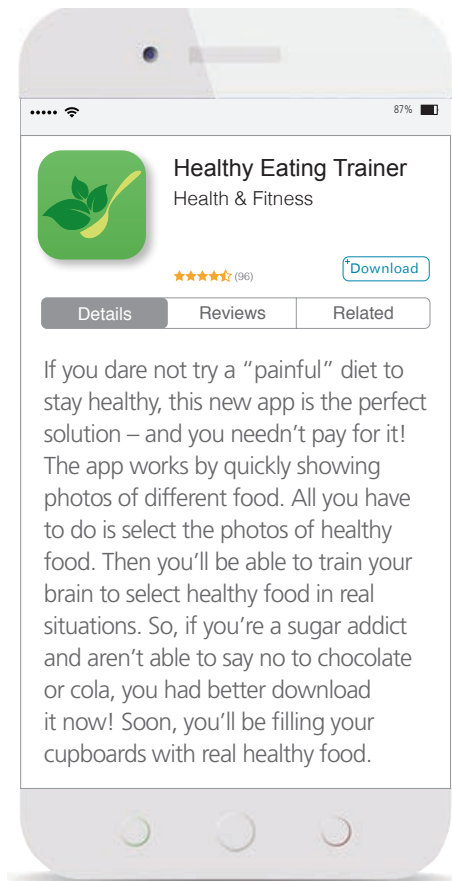 87%
Healthy Eating Trainer
Health & Fitness
(96)
+Download
Details Reviews Related
If you dare not try a “painful” diet to
stay healthy, this new app is the perfect
solution – and you needn’t pay for it!
The app works by quickly showing
photos of different food. All you have
to do is select the photos of healthy
food. Then you’ll be able to train your
brain to select healthy food in real
situations. So, if you’re a sugar addict
and aren’t able to say no to chocolate
or cola, you had better download
it now! Soon, you’ll be filling your
cupboards with real healthy food.